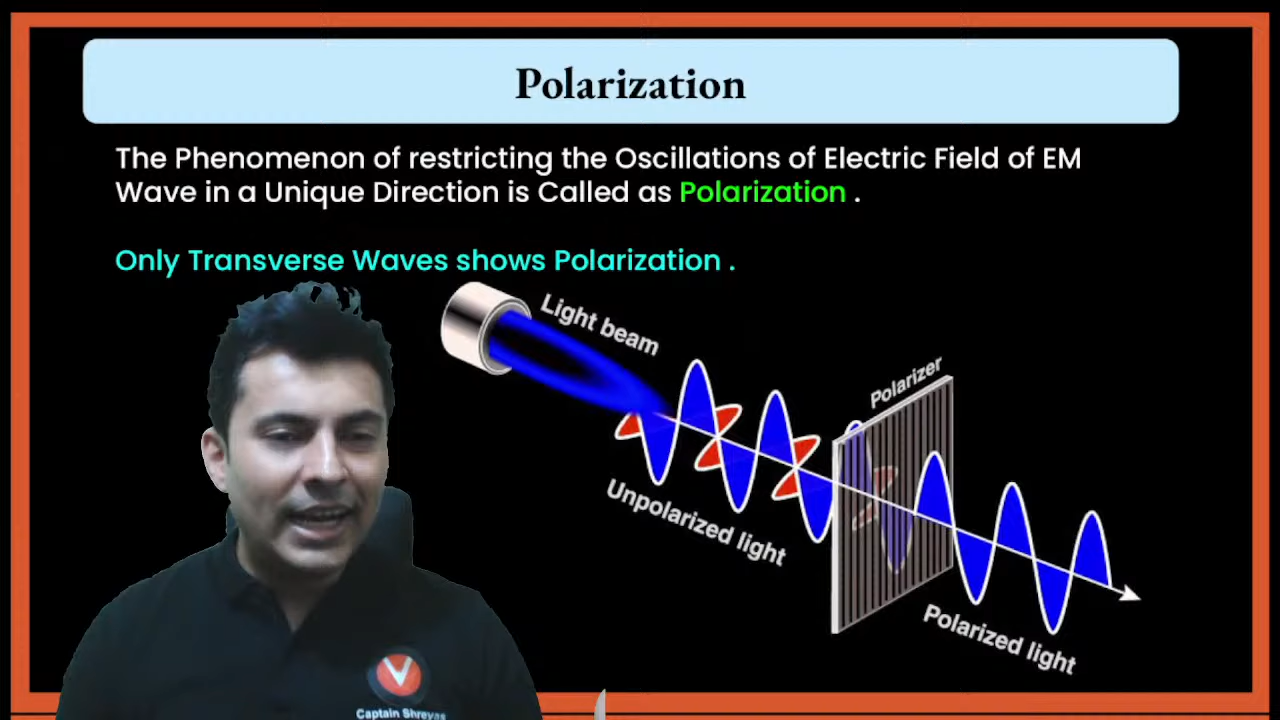 Polarization
The Phenomenon of restricting the Oscillations of Electric Field of EM
Wave in a Unique Direction is Called as Polarization .
Only Transverse Waves shows Polarization .
Light beam
Polarizer
Unpolarized light
Polarized light
V
Captain Shreyas